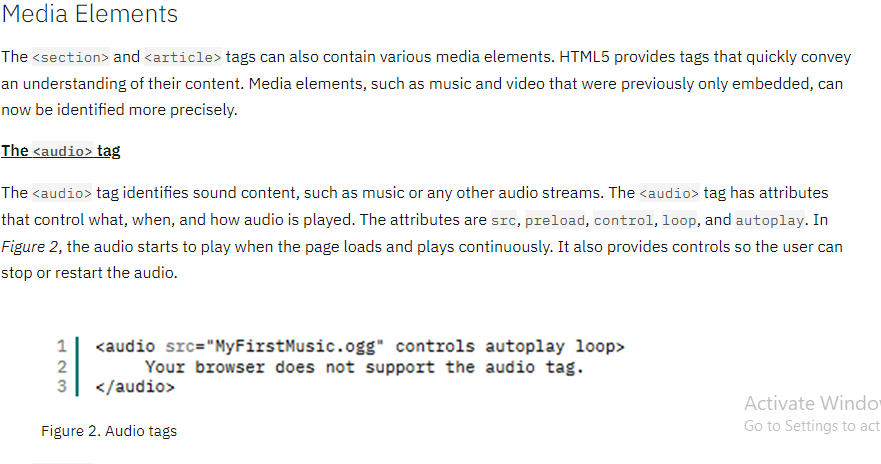 Media Elements
The <section> and <article> tags can also contain various media elements. HTML5 provides tags that quickly convey
an understanding of their content. Media elements, such as music and video that were previously only embedded, can
now be identified more precisely.
The <audio> tag
The <audio> tag identifies sound content, such as music or any other audio streams. The <audio> tag has attributes
that control what, when, and how audio is played. The attributes are src, preload, control, loop, and autoplay. In
Figure 2, the audio starts to play when the page loads and plays continuously. It also provides controls so the user can
stop or restart the audio.
1 <audio src="MyFirstMusic.ogg" controls autoplay loop>
2 Your browser does not support the audio tag.
3 </audio>
Activate Windo
Go to Settings to act
Figure 2. Audio tags